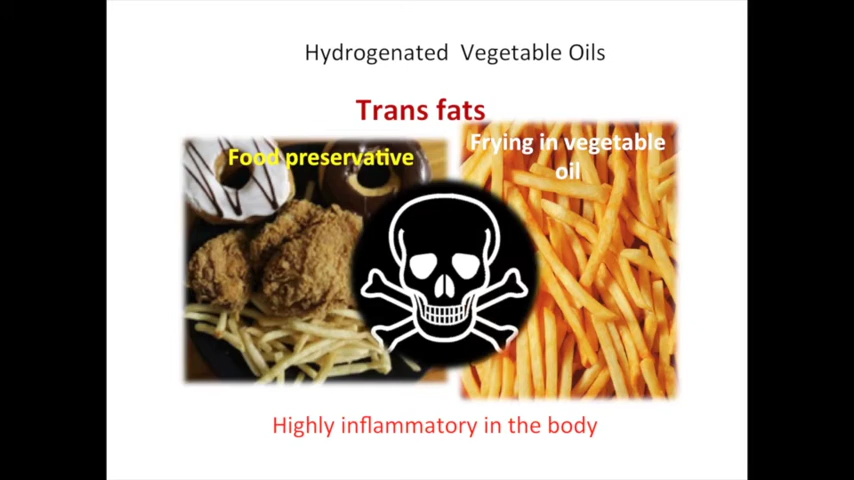 Hydrogenated Vegetable Oils
Trans fats
Food preservative
Frying in vegetable
oil
Highly inflammatory in the body